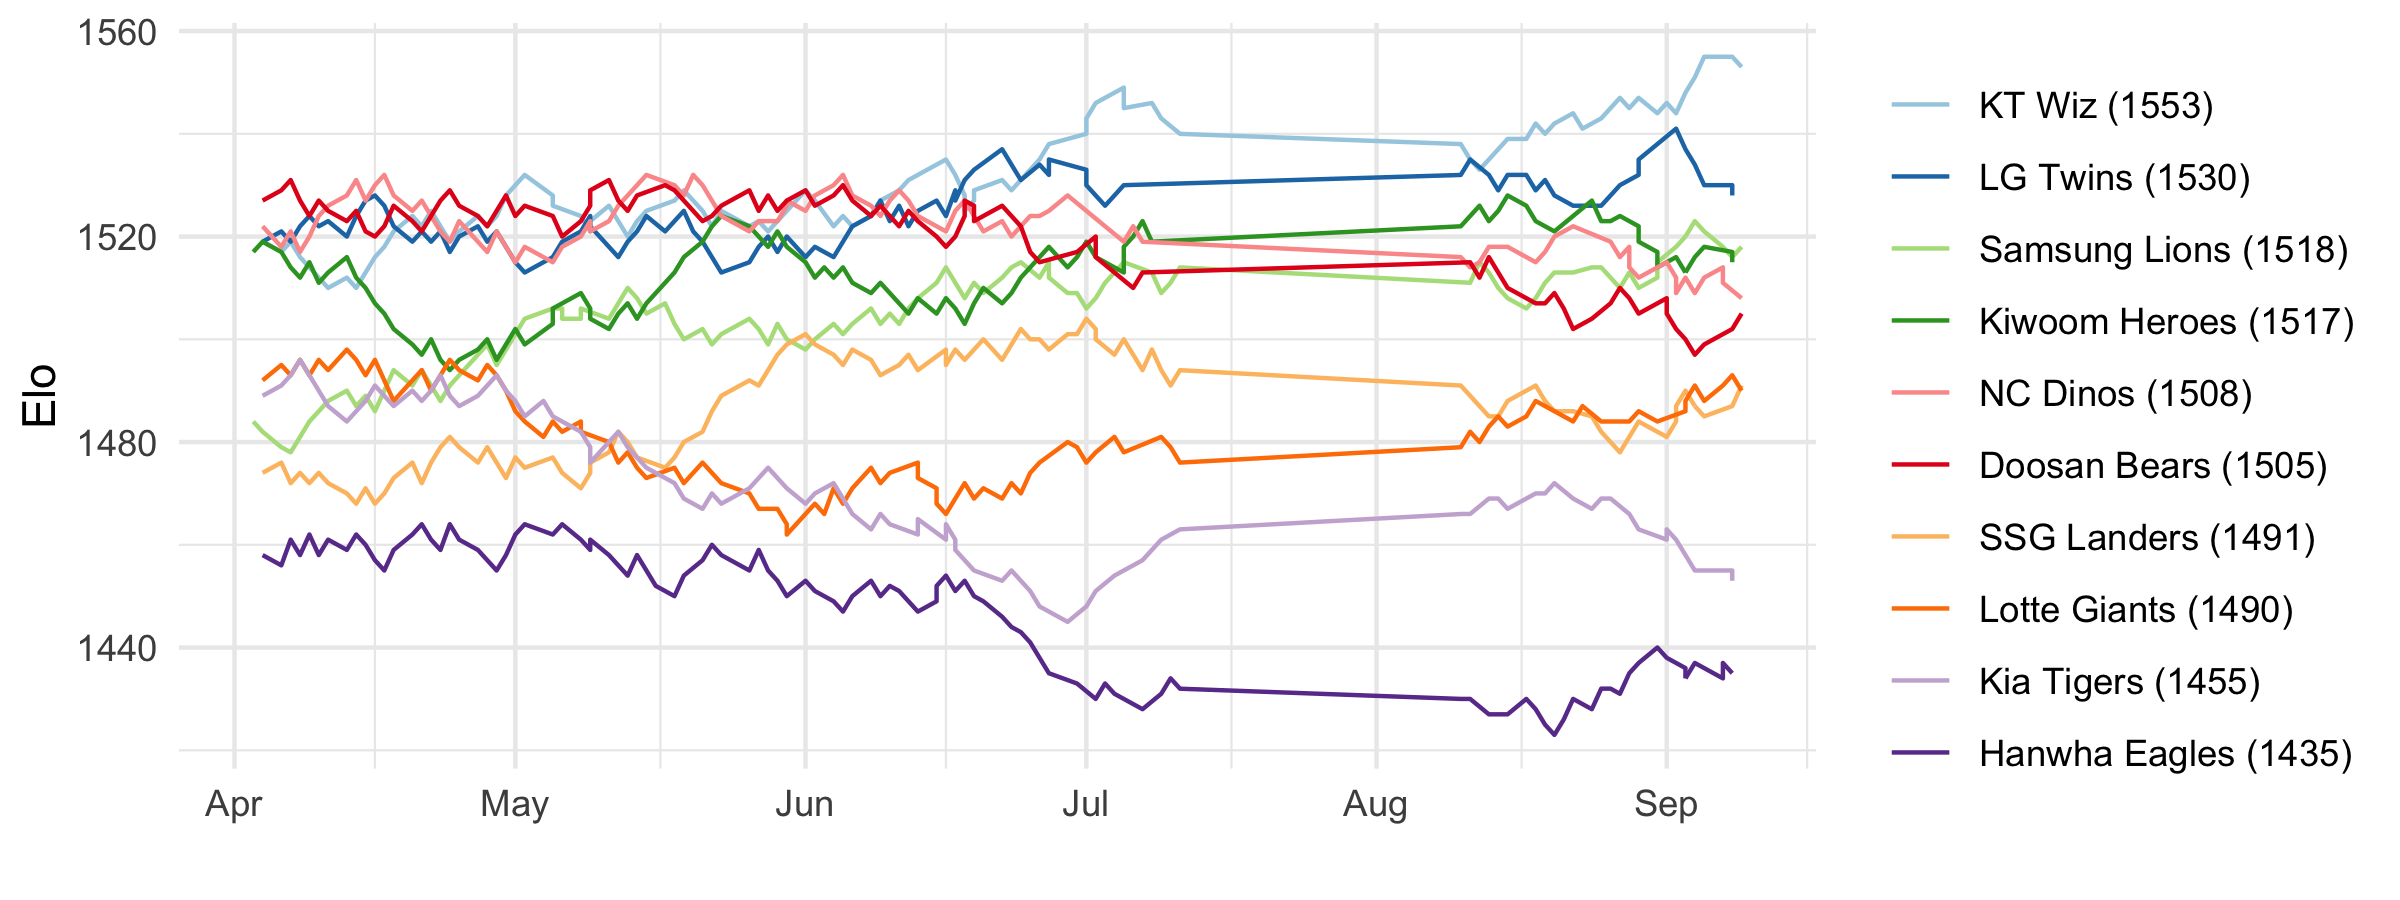 1560
1520
1480
1440
Elo
Apr May Jun Jul Aug Sep
KT Wiz (1553)
LG Twins (1530)
Samsung Lions (1518)
Kiwoom Heroes (1517)
NC Dinos (1508)
Doosan Bears (1505)
SSG Landers (1491)
Lotte Giants (1490)
Kia Tigers (1455)
Hanwha Eagles (1435)